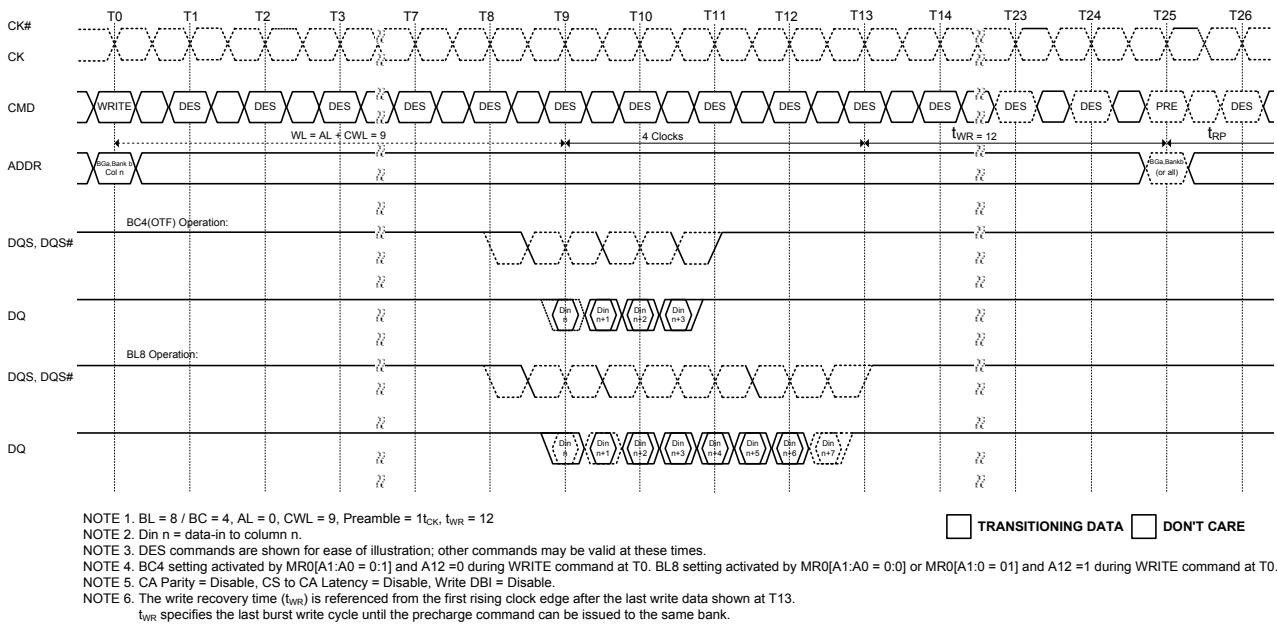 T0 T1 T2 T3 T7 T8 T9 T10 T11 T12 T13 T14 T23 T24 T25 T26
CK#
CK
CMD WRITE DES DES DES DES DES DES DES DES DES DES DES DES DES PRE DES
WL = AL + CWL = 9 4 Clocks tWR = 12 tRP
ADDR
BGa,Bank b
Col n
BGa,Bankb
(or all)
BC4(OTF) Operation:
DQS, DQS#
DQ
Din n Din n+1 Din n+2 Din n+3
BL8 Operation:
DQS, DQS#
DQ
Din n Din n+1 Din n+2 Din n+3 Din n+4 Din n+5 Din n+6 Din n+7
NOTE 1. BL = 8 / BC = 4, AL = 0, CWL = 9, Preamble = 1tCK, tWR = 12
NOTE 2. Din n = data-in to column n.
TRANSITIONING DATA DON'T CARE
NOTE 3. DES commands are shown for ease of illustration; other commands may be valid at these times.
NOTE 4. BC4 setting activated by MR0[A1:A0 = 0:1] and A12 =0 during WRITE command at T0. BL8 setting activated by MR0[A1:A0 = 0:0] or MR0[A1:0 = 01] and A12 =1 during WRITE command at T0.
NOTE 5. CA Parity = Disable, CS to CA Latency = Disable, Write DBI = Disable.
NOTE 6. The write recovery time (tWR) is referenced from the first rising clock edge after the last write data shown at T13.
tWR specifies the last burst write cycle until the precharge command can be issued to the same bank.